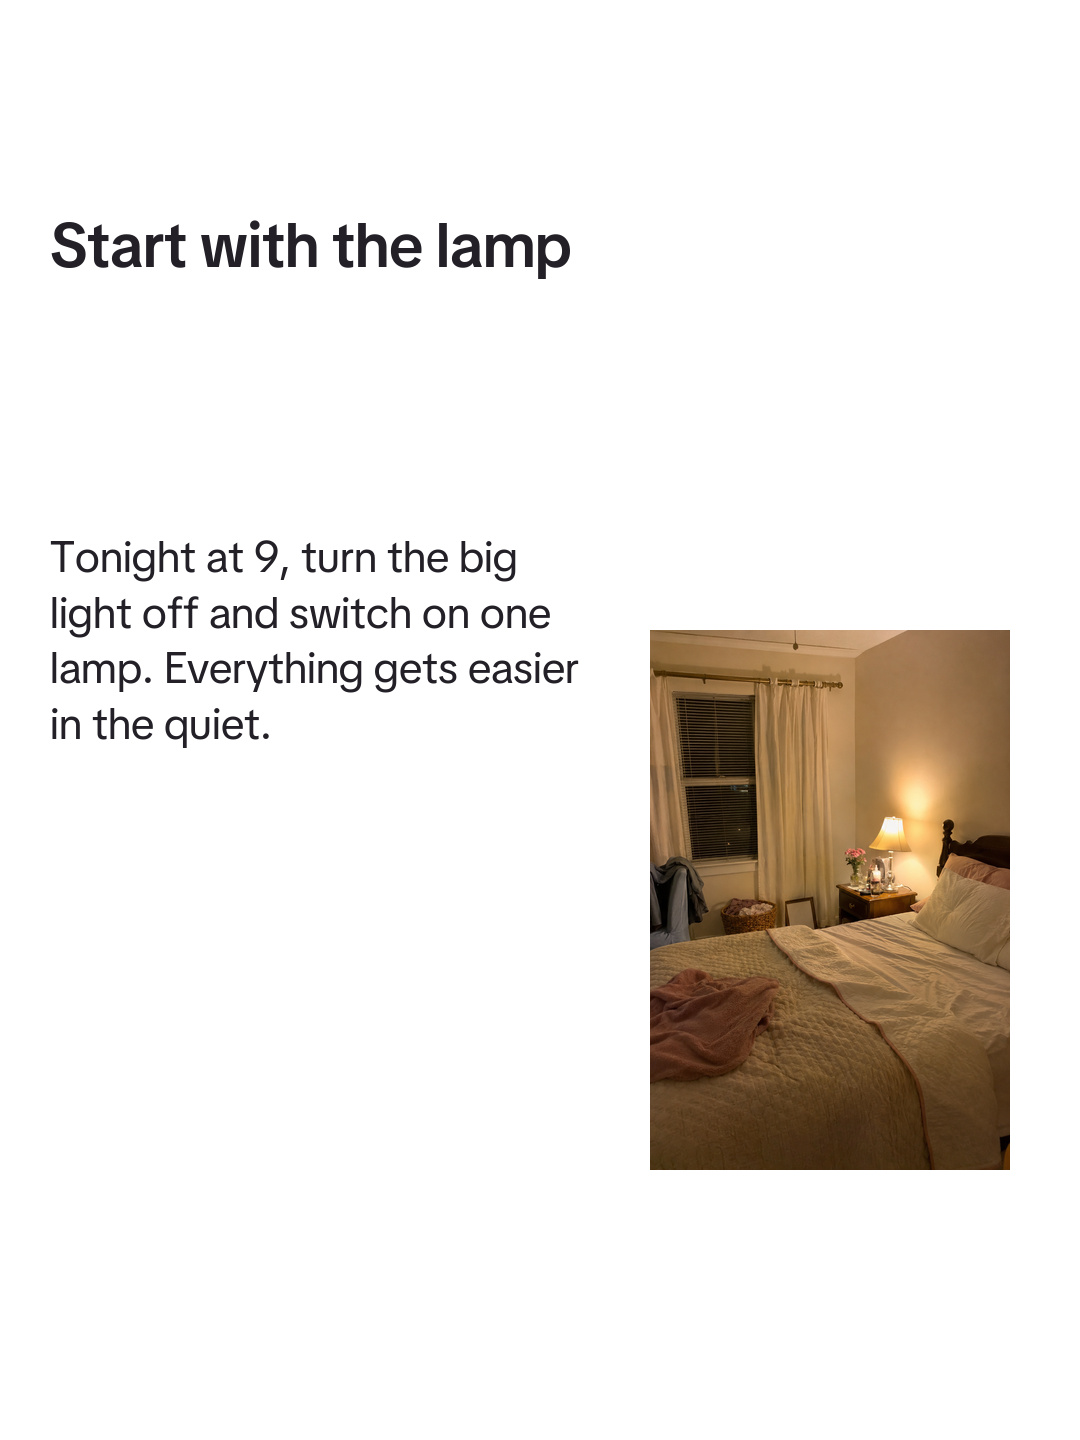 Start with the lamp
Tonight at 9, turn the big
light off and switch on one
lamp. Everything gets easier
in the quiet.